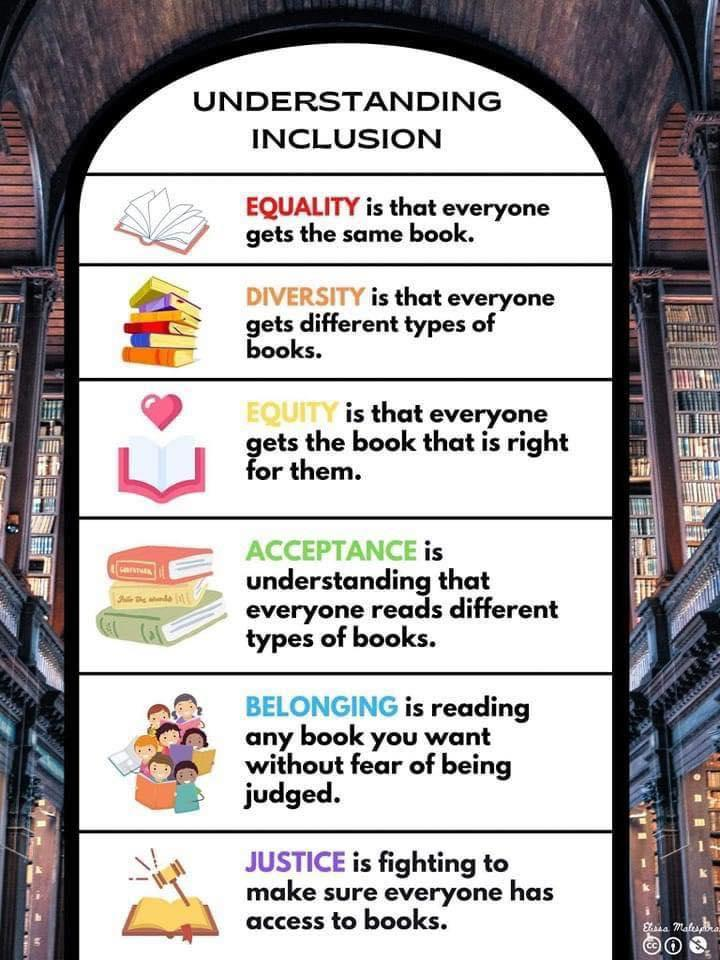 UNDERSTANDING
INCLUSION
EQUALITY is that everyone
gets the same book.
DIVERSITY is that everyone
gets different types of
books.
EQUITY is that everyone
gets the book that is right
for them.
ACCEPTANCE is
understanding that
everyone reads different
types of books.
BELONGING is reading
any book you want
without fear of being
judged.
JUSTICE is fighting to
make sure everyone has
access to books.
Elissa Malespina
cc